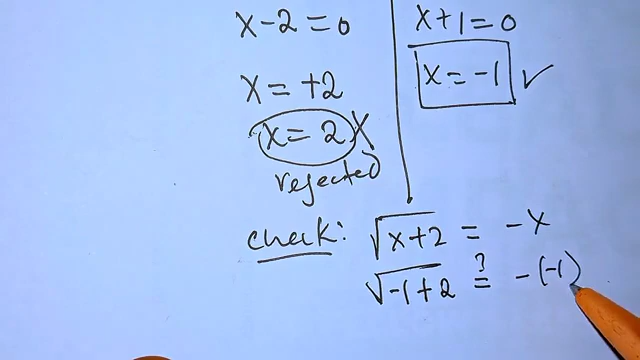 x-2=0
x=+2
x=2 X
rejected
x+1=0
x=-1 ✓
check: √x+2 = -x
√-1+2 ≟ -(-1)